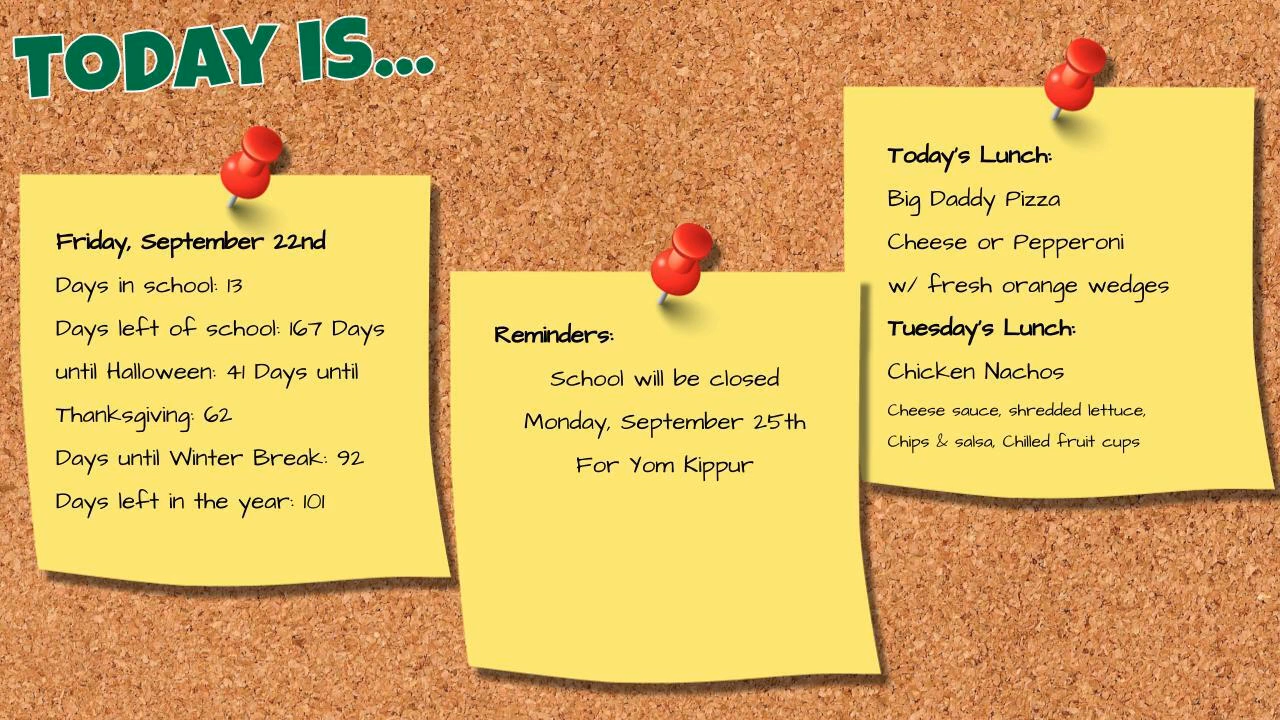 TODAY IS...
Friday, September 22nd
Days in school: 13
Days left of school: 167 Days
until Halloween: 41 Days until
Thanksgiving: 62
Days until Winter Break: 92
Days left in the year: 101
Reminders:
School will be closed
Monday, September 25th
For Yom Kippur
Today's Lunch:
Big Daddy Pizza
Cheese or Pepperoni
w/ fresh orange wedges
Tuesday's Lunch:
Chicken Nachos
Cheese sauce, shredded lettuce,
Chips & salsa, Chilled fruit cups